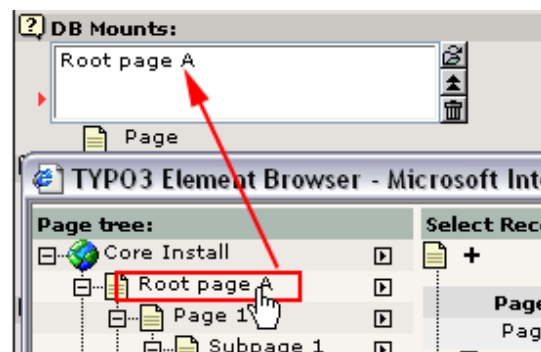 DB Mounts:
Root page A
Page
TYPO3 Element Browser - Microsoft Int
Page tree:
Select Rec
Core Install
+
Root page A
Page
Page 1
Pag
Subpage 1